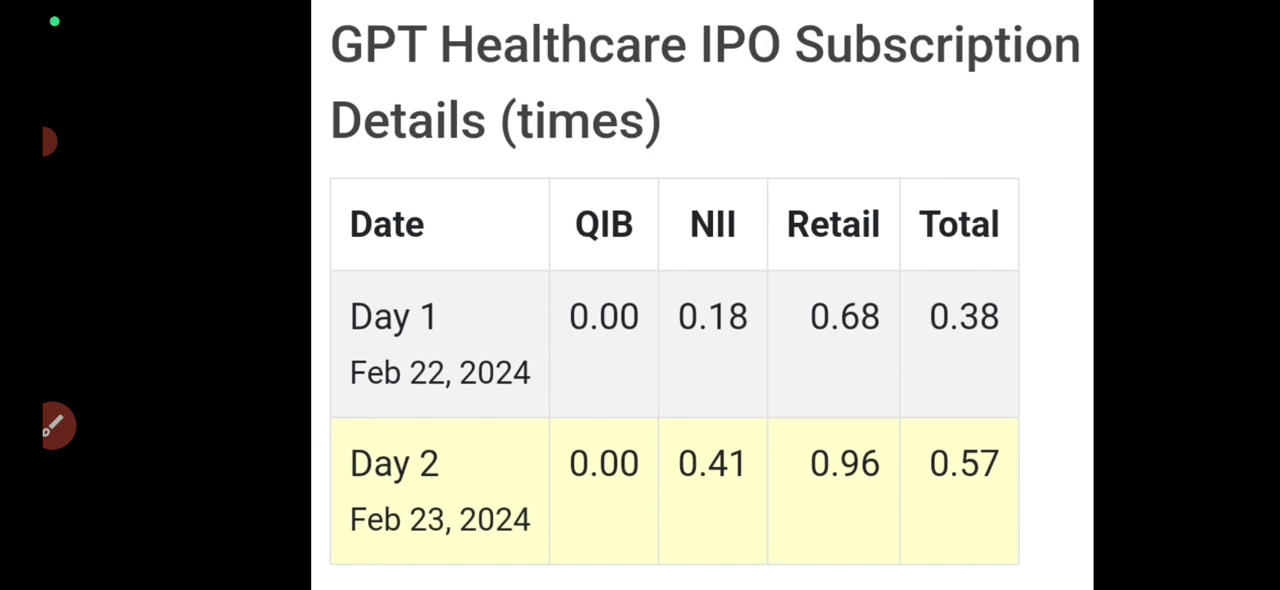 GPT Healthcare IPO Subscription
Details (times)
Date QIB NII Retail Total
Day 1 0.00 0.18 0.68 0.38
Feb 22, 2024
Day 2 0.00 0.41 0.96 0.57
Feb 23, 2024